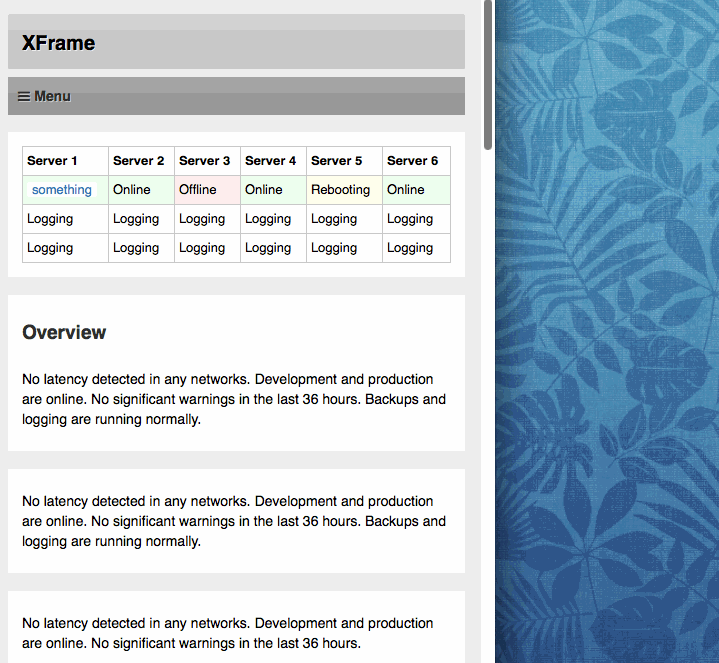 XFrame
Menu
Server 1 Server 2 Server 3 Server 4 Server 5 Server 6
something Online Offline Online Rebooting Online
Logging Logging Logging Logging Logging Logging
Logging Logging Logging Logging Logging Logging
Overview
No latency detected in any networks. Development and production
are online. No significant warnings in the last 36 hours. Backups and
logging are running normally.
No latency detected in any networks. Development and production
are online. No significant warnings in the last 36 hours. Backups and
logging are running normally.
No latency detected in any networks. Development and production
are online. No significant warnings in the last 36 hours.